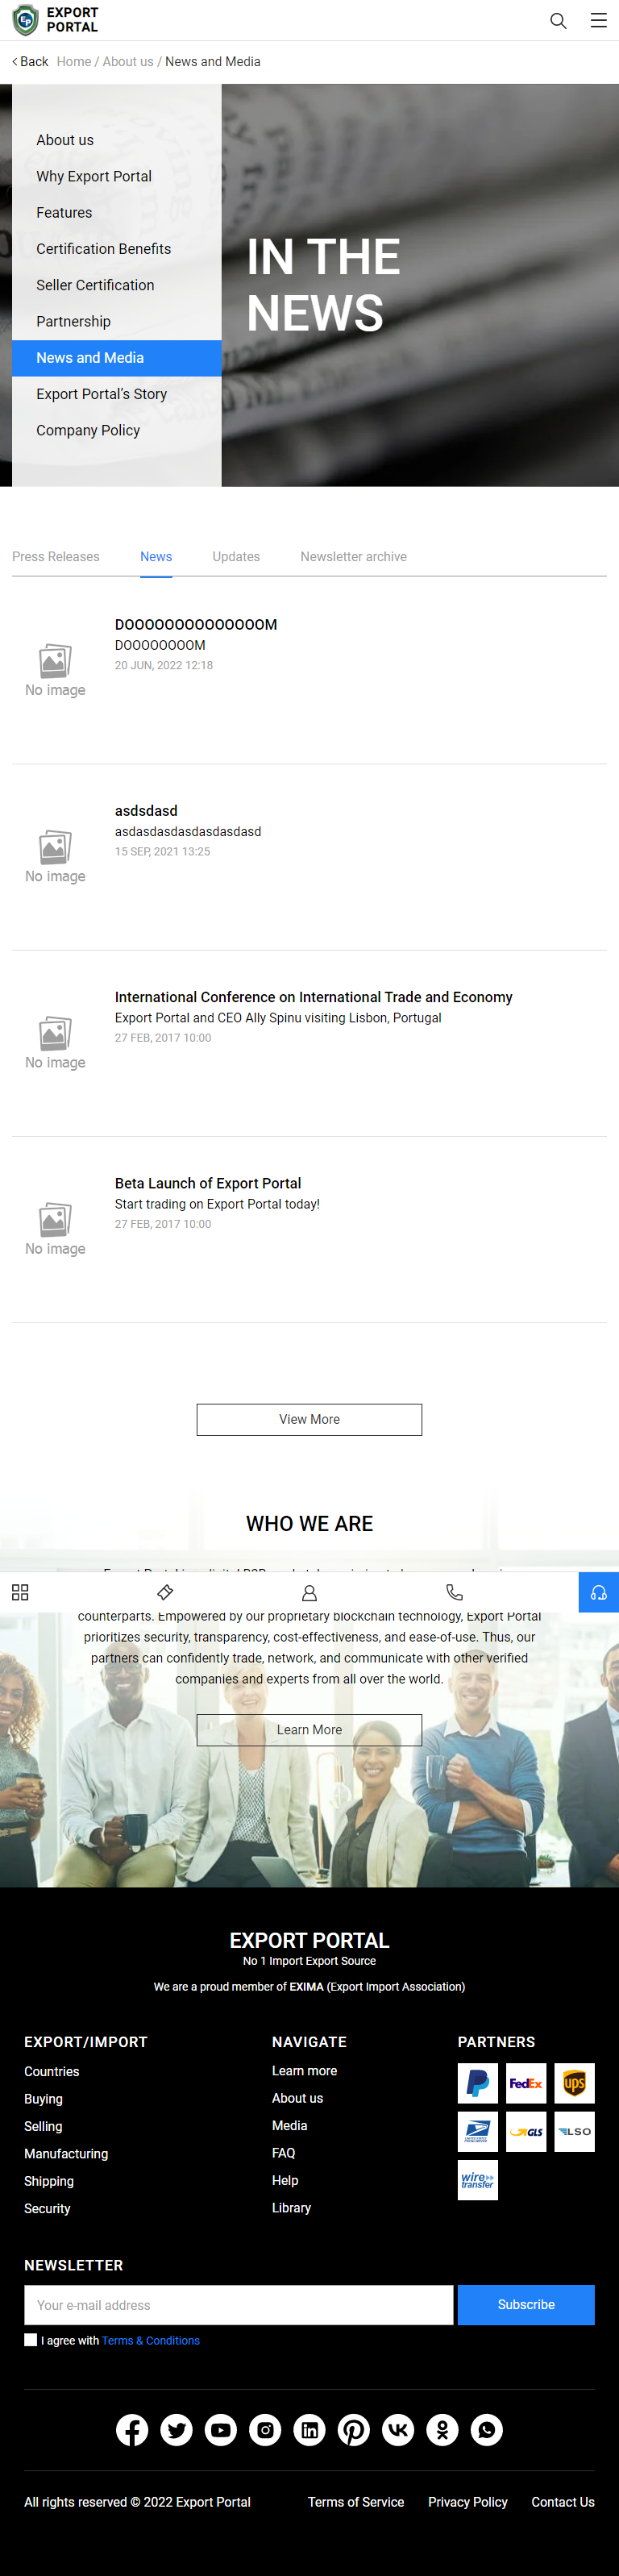 EXPORT
PORTAL
Back Home / About us / News and Media
About us
Why Export Portal
Features
Certification Benefits
Seller Certification
Partnership
News and Media
Export Portal's Story
Company Policy
IN THE
NEWS
Press Releases News Updates Newsletter archive
DOOOOOOOOOOOOOOM
DOOOOOOOOM
20 JUN, 2022 12:18
No image
asdsdasd
asdasdasdasdasdasdasd
15 SEP, 2021 13:25
No image
International Conference on International Trade and Economy
Export Portal and CEO Ally Spinu visiting Lisbon, Portugal
27 FEB, 2017 10:00
No image
Beta Launch of Export Portal
Start trading on Export Portal today!
27 FEB, 2017 10:00
No image
View More
WHO WE ARE
counterparts. Empowered by our proprietary blockchain technology, Export Portal
prioritizes security, transparency, cost-effectiveness, and ease-of-use. Thus, our
partners can confidently trade, network, and communicate with other verified
companies and experts from all over the world.
Learn More
EXPORT PORTAL
No 1 Import Export Source
We are a proud member of EXIMA (Export Import Association)
EXPORT/IMPORT
Countries
Buying
Selling
Manufacturing
Shipping
Security
NAVIGATE
Learn more
About us
Media
FAQ
Help
Library
PARTNERS
FedEx
ups
GLS
LSO
wire
transfer
NEWSLETTER
Your e-mail address
Subscribe
I agree with Terms & Conditions
All rights reserved © 2022 Export Portal
Terms of Service Privacy Policy Contact Us